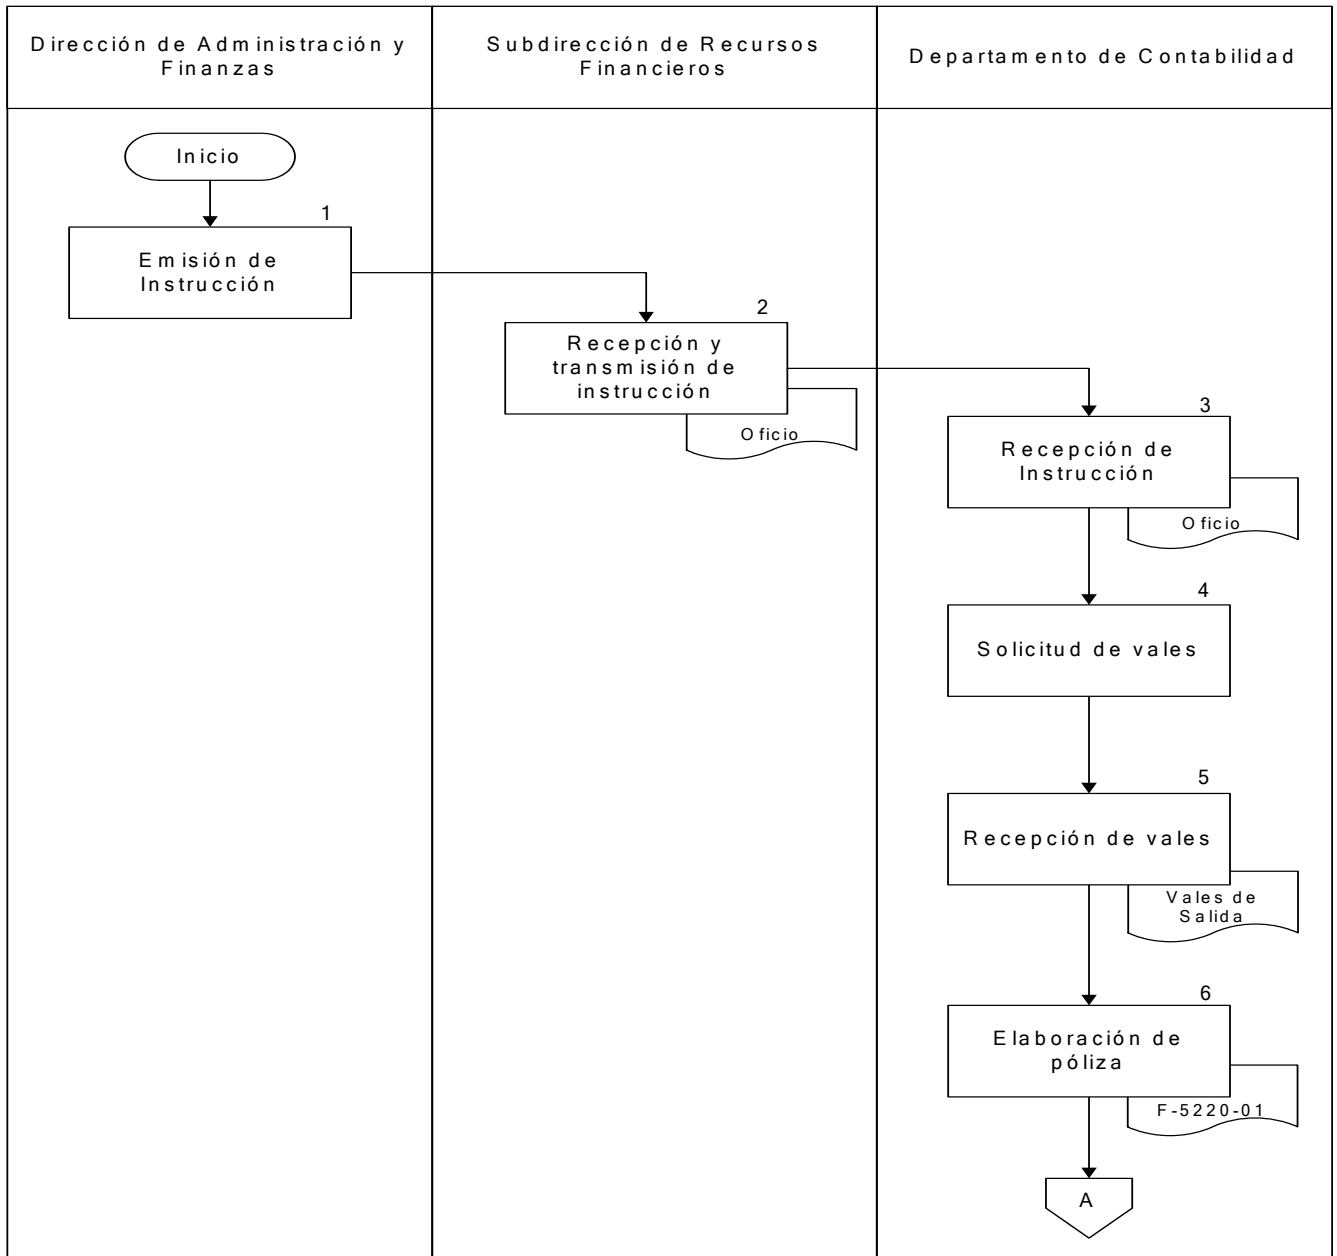 Dirección de Administración y
Finanzas
Subdirección de Recursos
Financieros
Departamento de Contabilidad
Inicio
1
Emisión de
Instrucción
2
Recepción y
transmisión de
instrucción
Oficio
3
Recepción de
Instrucción
Oficio
4
Solicitud de vales
5
Recepción de vales
Vales de
Salida
6
Elaboración de
póliza
F-5220-01
A